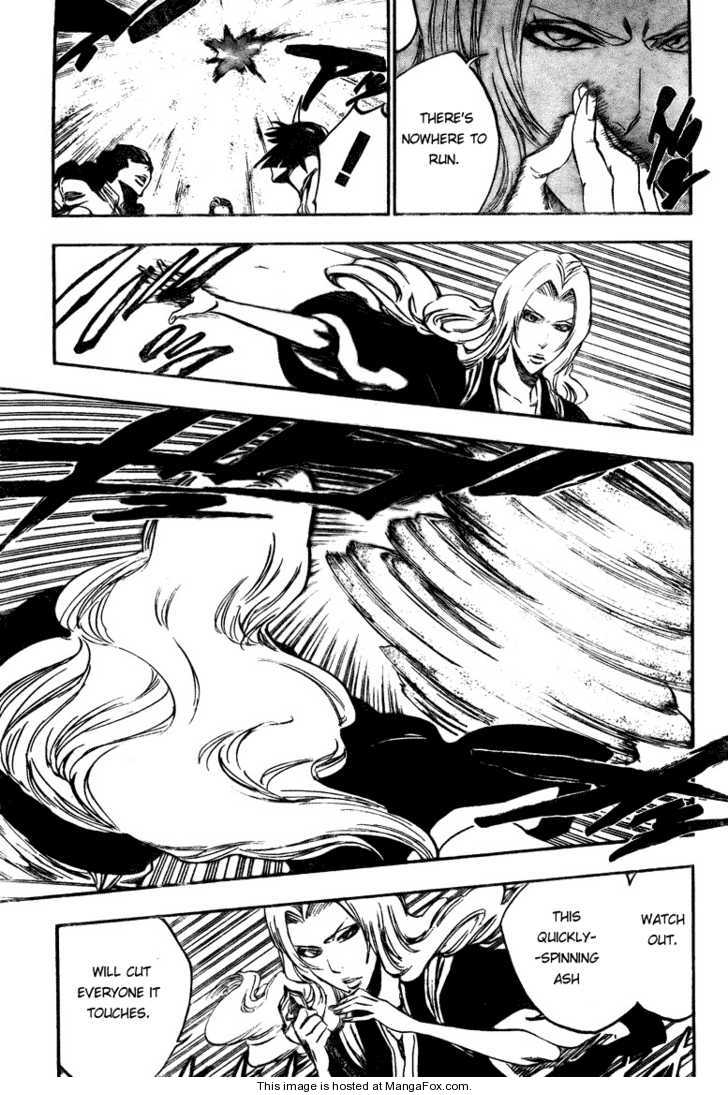 THERE'S
NOWHERE TO
RUN.
!
WATCH
OUT.
THIS
QUICKLY-
-SPINNING
ASH
WILL CUT
EVERYONE IT
TOUCHES.
This image is hosted at MangaFox.com.